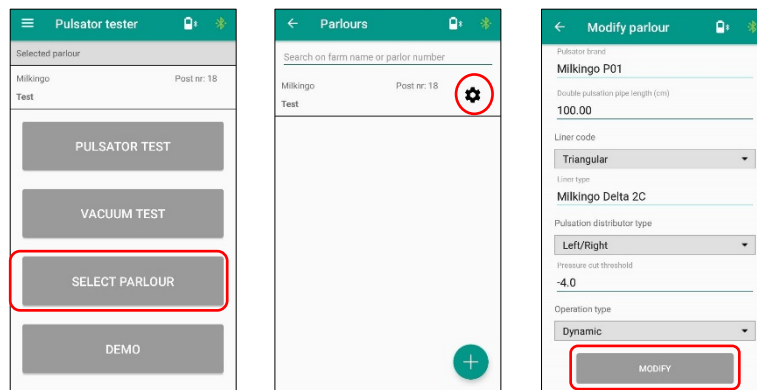 Pulsator tester
Selected parlour
Milkingo Post nr: 18
Test
PULSATOR TEST
VACUUM TEST
SELECT PARLOUR
DEMO
Parlours
Search on farm name or parlor number
Milkingo Post nr: 18
Test
Modify parlour
Pulsator brand
Milkingo P01
Double pulsation pipe length (cm)
100.00
Liner code
Triangular
Liner type
Milkingo Delta 2C
Pulsation distributor type
Left/Right
Pressure cut threshold
-4.0
Operation type
Dynamic
MODIFY